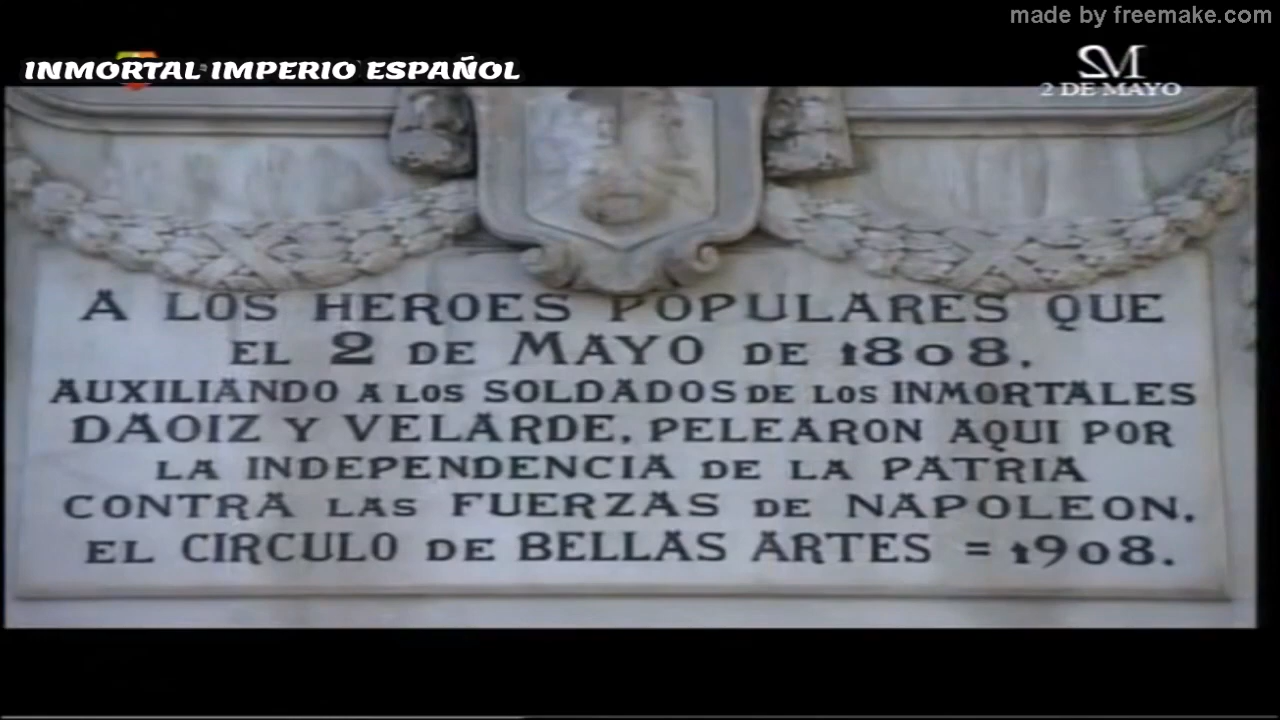 made by freemake.com
INMORTAL IMPERIO ESPAÑOL
2M
2 DE MAYO
A LOS HEROES POPULARES QUE
EL 2 DE MAYO DE 1808.
AUXILIANDO A LOS SOLDADOS DE LOS INMORTALES
DAOIZ Y VELARDE, PELEARON AQUI POR
LA INDEPENDENCIA DE LA PATRIA
CONTRA LAS FUERZAS DE NAPOLEON.
EL CIRCULO DE BELLAS ARTES = 1908.